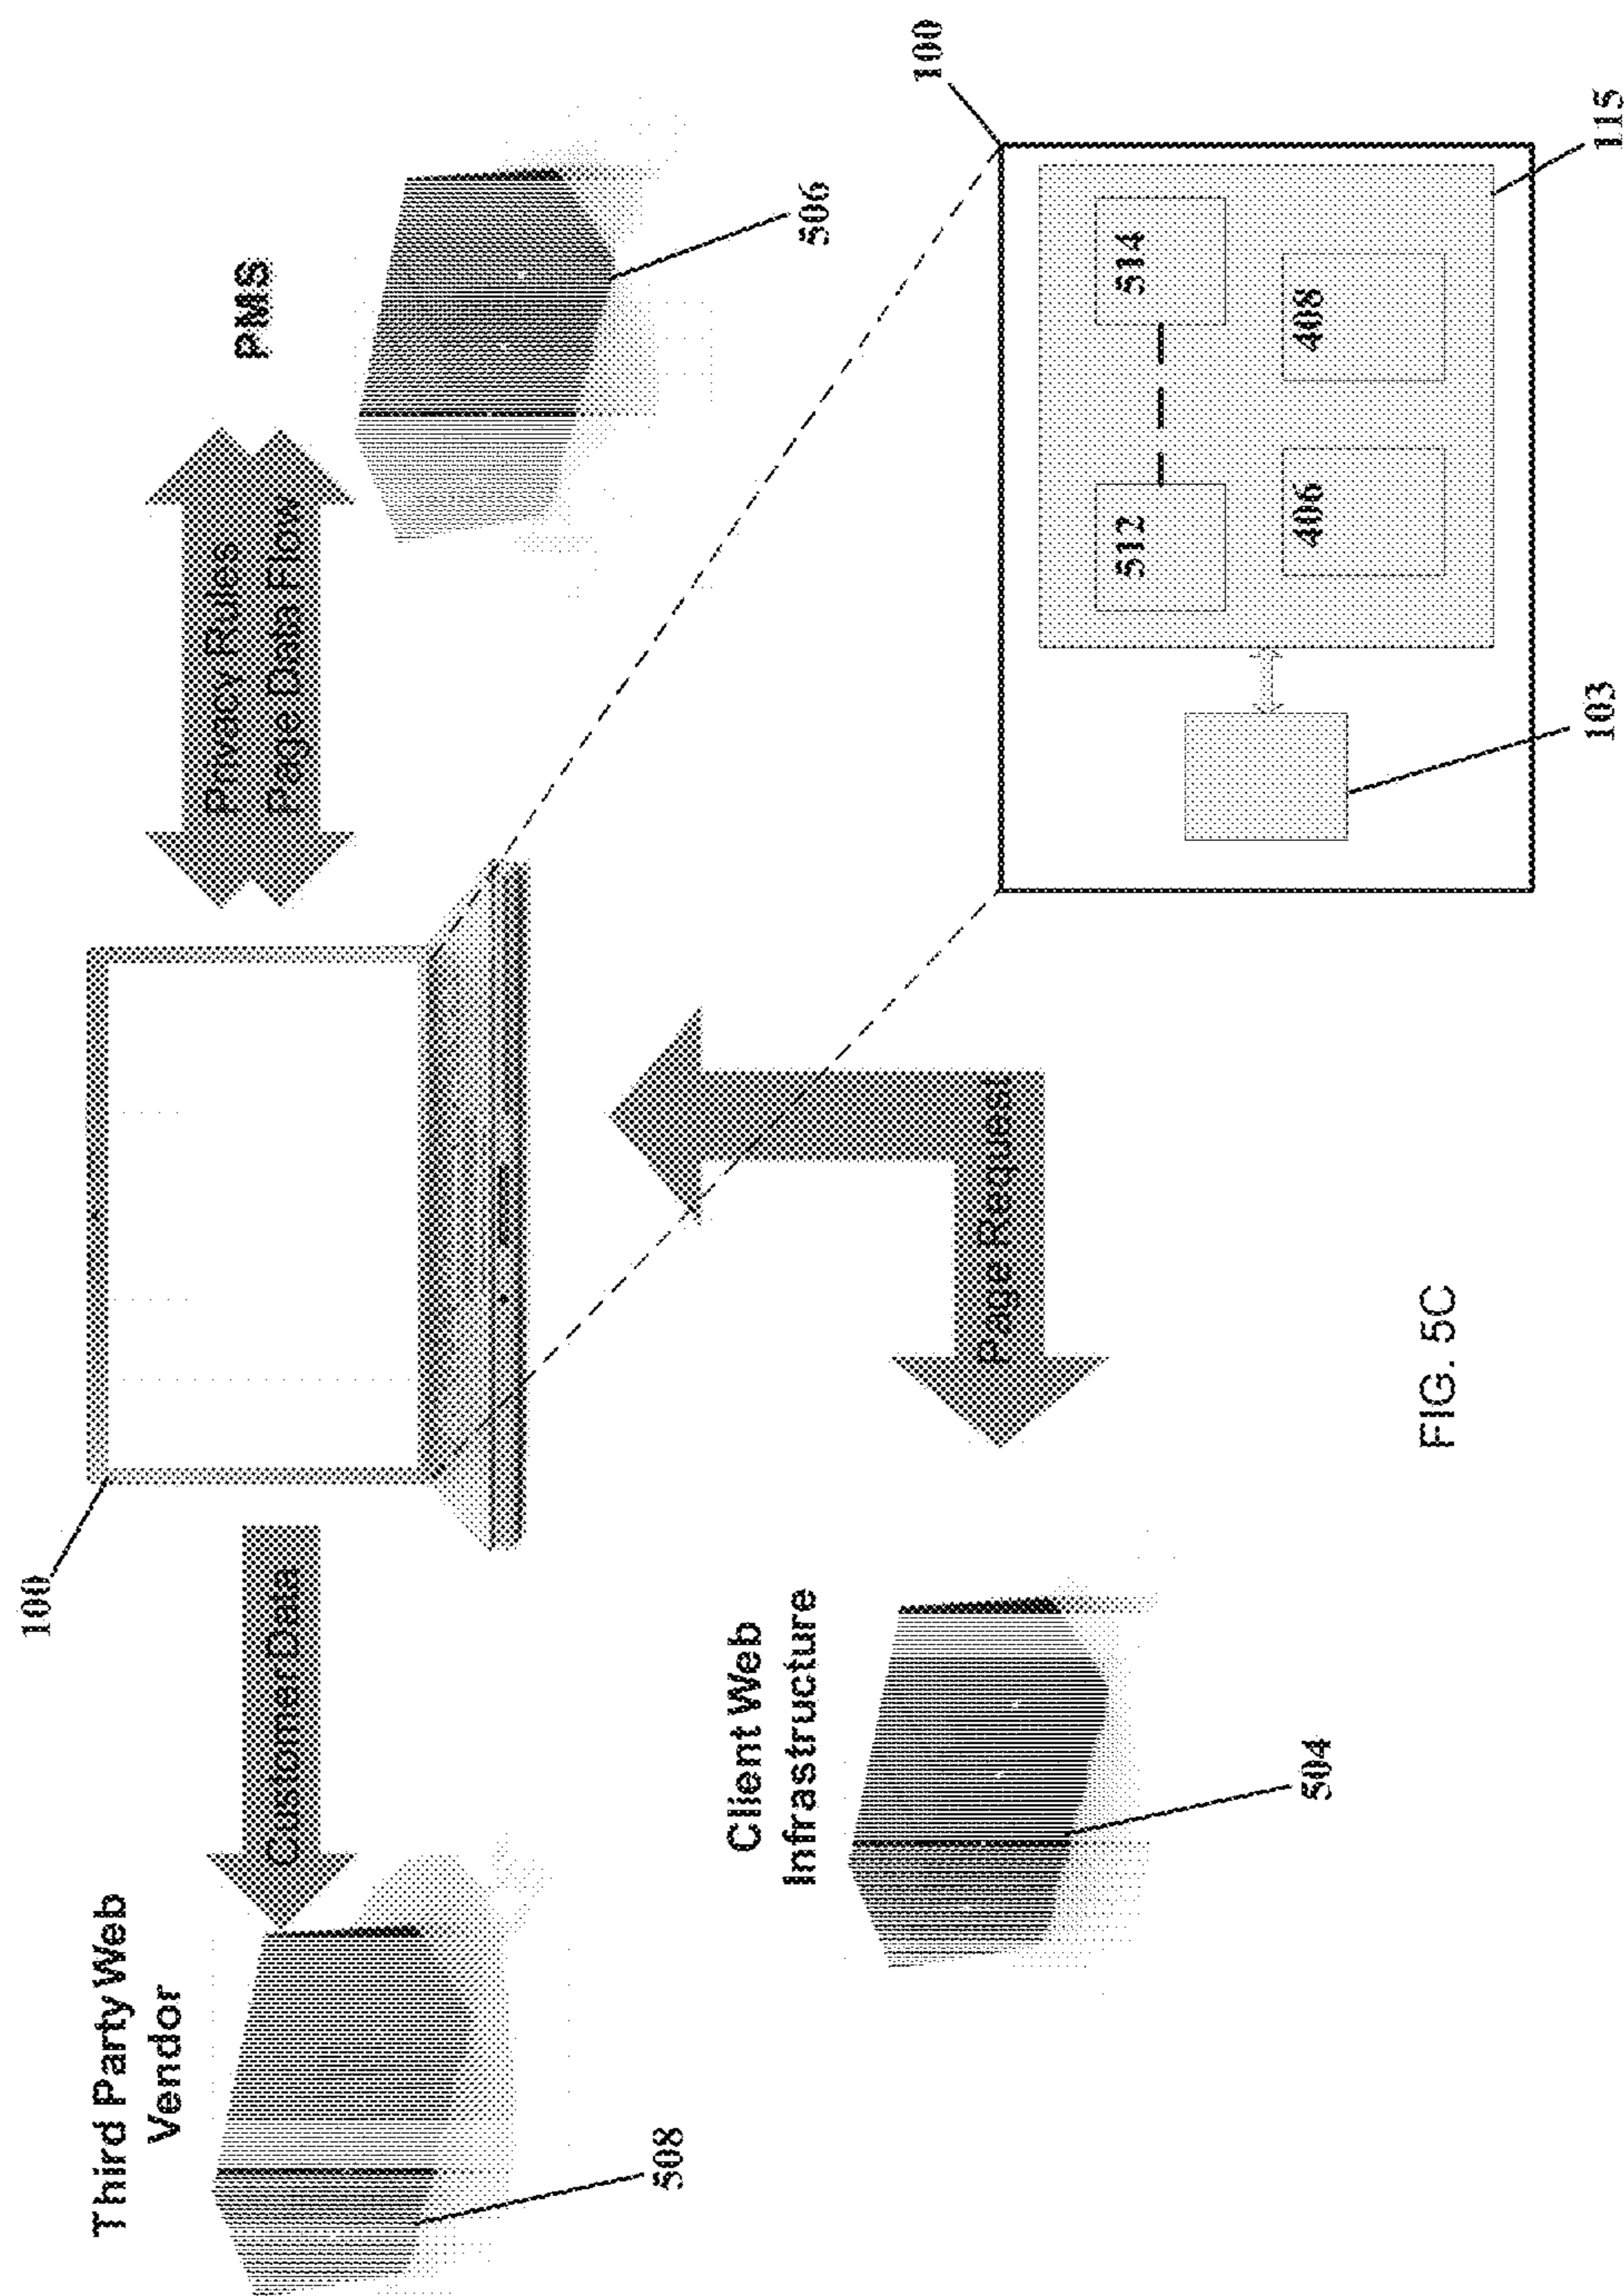 100
Third Party Web
Vendor
Customer Data
Privacy Rules
Page Data Flow
PMS
508
506
Client Web
Infrastructure
Page Request
504
100
512
514
406
408
103
115
FIG. 5C